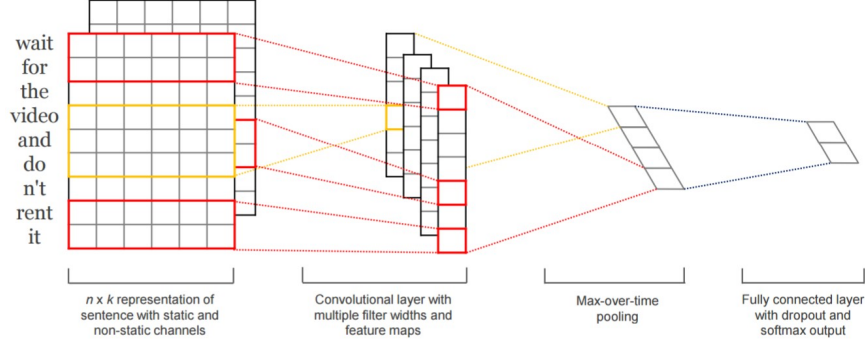 wait
for
the
video
and
do
n't
rent
it
n x k representation of
sentence with static and
non-static channels
Convolutional layer with
multiple filter widths and
feature maps
Max-over-time
pooling
Fully connected layer
with dropout and
softmax output